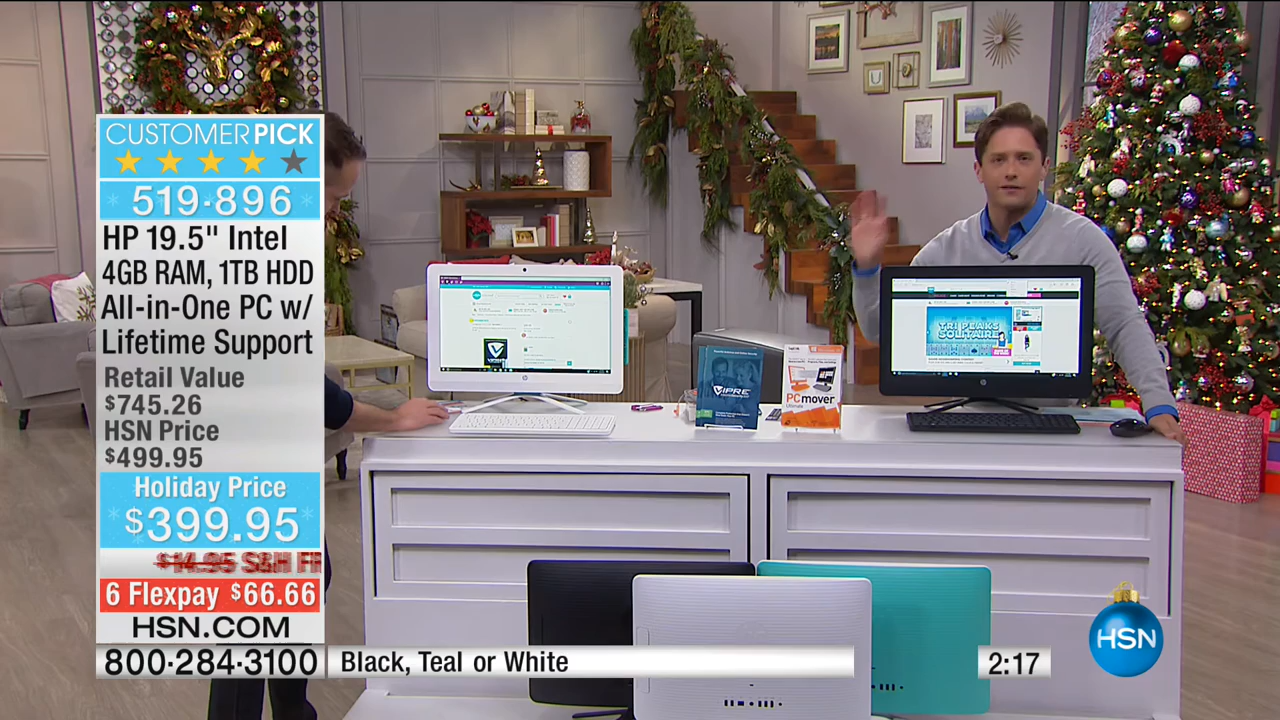 CUSTOMER PICK
519-896
HP 19.5" Intel
4GB RAM, 1TB HDD
All-in-One PC w/
Lifetime Support
Retail Value
$745.26
HSN Price
$499.95
Holiday Price
$399.95
$14.95 S&H FR
6 Flexpay $66.66
HSN.COM
800-284-3100
Black, Teal or White
2:17
HSN
VIPRE
PCmover
Ultimate
TRI PEAKS
SOLITAIRE